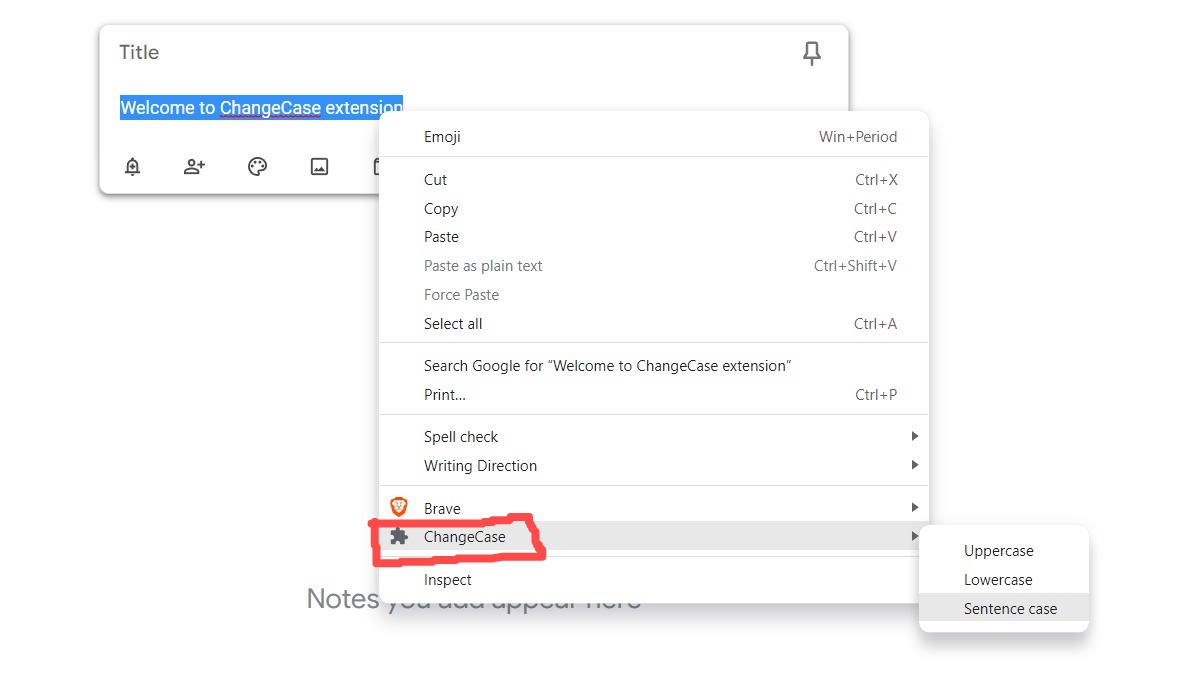 Title
Welcome to ChangeCase extension
Emoji Win+Period
Cut Ctrl+X
Copy Ctrl+C
Paste Ctrl+V
Paste as plain text Ctrl+Shift+V
Force Paste
Select all Ctrl+A
Search Google for “Welcome to ChangeCase extension”
Print... Ctrl+P
Spell check
Writing Direction
Brave
ChangeCase
Uppercase
Lowercase
Sentence case
Inspect
Notes you add appear here